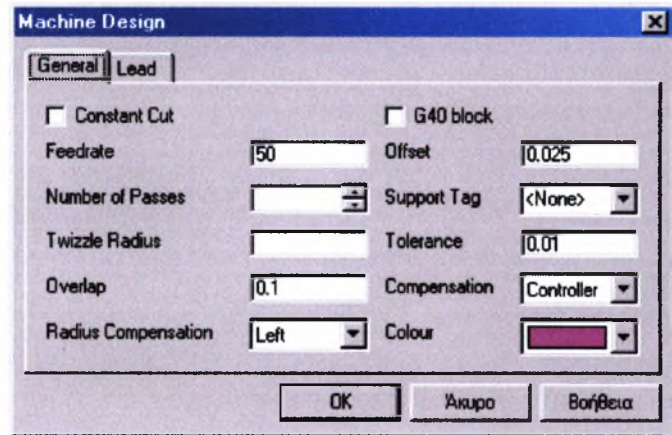 Machine Design
General Lead
Constant Cut G40 block
Feedrate 50 Offset 0.025
Number of Passes Support Tag <None>
Twizzle Radius Tolerance 0.01
Overlap 0.1 Compensation Controller
Radius Compensation Left Colour
OK Άκυρο Βοήθεια